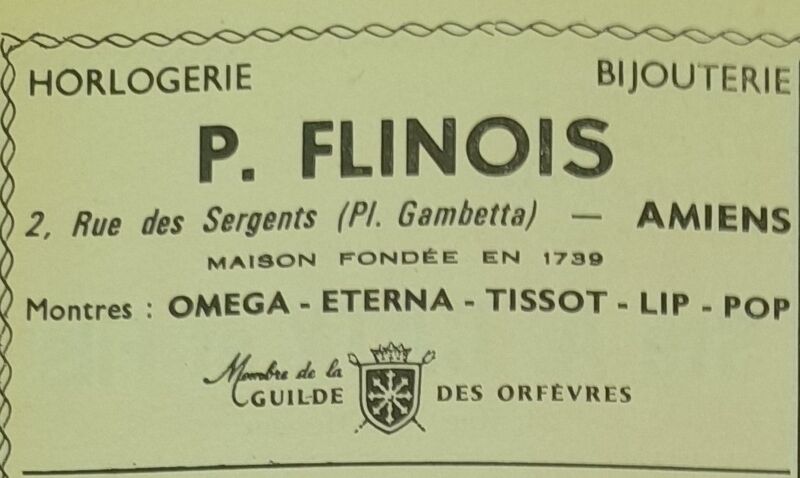 HORLOGERIE BIJOUTERIE
P. FLINOIS
2, Rue des Sergents (Pl. Gambetta) — AMIENS
MAISON FONDÉE EN 1739
Montres : OMEGA - ETERNA - TISSOT - LIP - POP
Membre de la
GUILDE DES ORFÈVRES